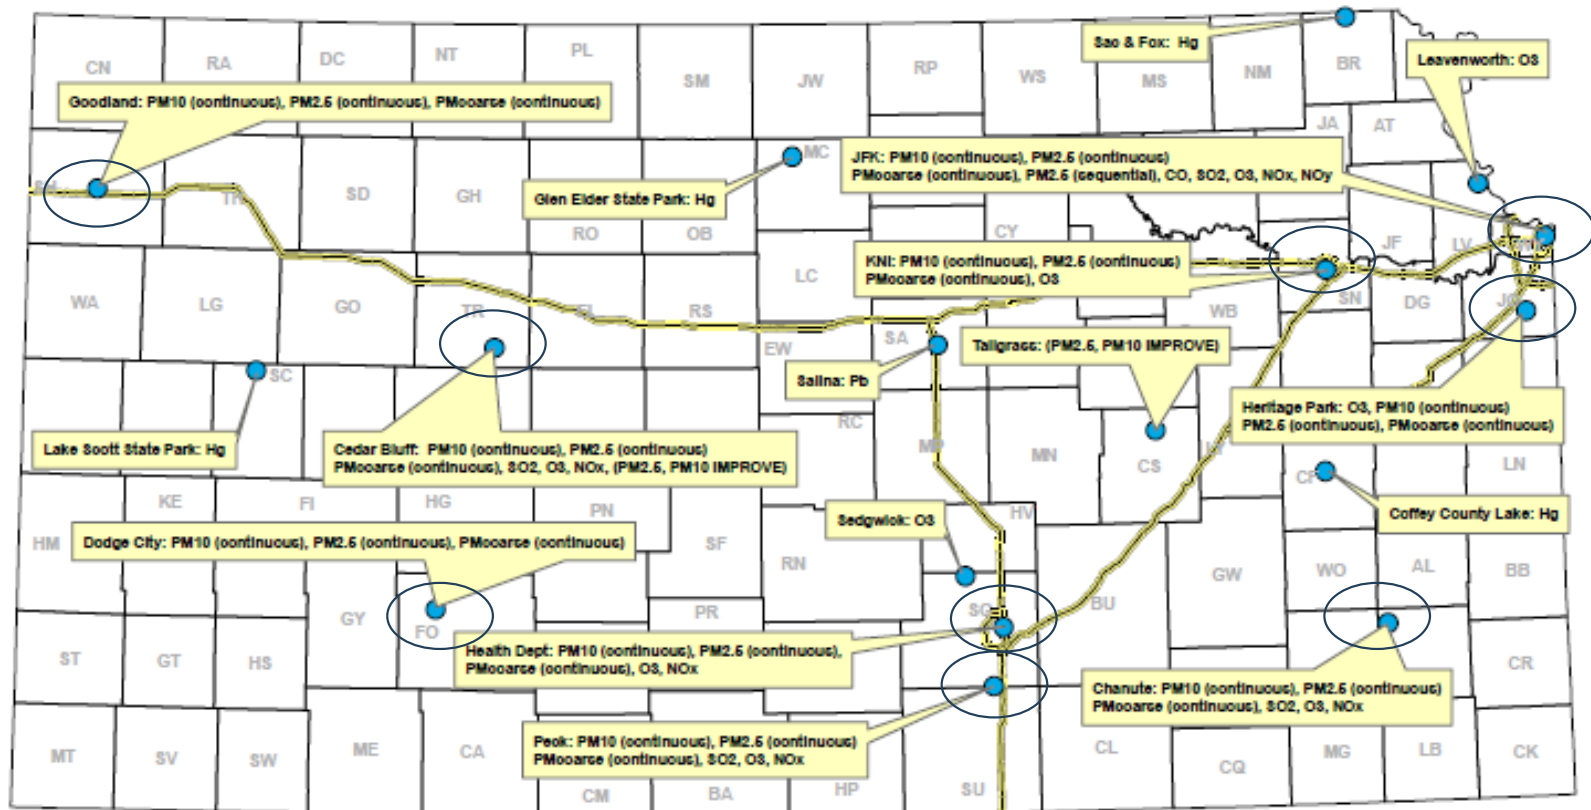 Sac & Fox: Hg
Leavenworth: O3
Goodland: PM10 (continuous), PM2.5 (continuous), PMcoarse (continuous)
JFK: PM10 (continuous), PM2.5 (continuous)
PMcoarse (continuous), PM2.5 (sequential), CO, SO2, O3, NOx, NOy
Glen Elder State Park: Hg
KNI: PM10 (continuous), PM2.5 (continuous)
PMcoarse (continuous), O3
Tallgrass: (PM2.5, PM10 IMPROVE)
Salina: Pb
Heritage Park: O3, PM10 (continuous)
PM2.5 (continuous), PMcoarse (continuous)
Lake Scott State Park: Hg
Cedar Bluff: PM10 (continuous), PM2.5 (continuous)
PMcoarse (continuous), SO2, O3, NOx, (PM2.5, PM10 IMPROVE)
Sedgwick: O3
Coffey County Lake: Hg
Dodge City: PM10 (continuous), PM2.5 (continuous), PMcoarse (continuous)
Health Dept: PM10 (continuous), PM2.5 (continuous),
PMcoarse (continuous), O3, NOx
Chanute: PM10 (continuous), PM2.5 (continuous)
PMcoarse (continuous), SO2, O3, NOx
Peck: PM10 (continuous), PM2.5 (continuous)
PMcoarse (continuous), SO2, O3, NOx
CN
RA
DC
NT
PL
SM
JW
RP
WS
MS
NM
BR
JA
AT
MC
TH
SD
GH
RO
OB
CY
LC
JF
LV
WA
LG
GO
TR
EL
RS
EW
SA
WB
SN
DG
JO
SC
RC
MP
MN
CS
LY
CF
LN
KE
FI
HG
PN
HM
SF
RN
HV
GW
WO
AL
BB
GY
FO
PR
SG
BU
ST
GT
HS
CR
MT
SV
SW
ME
CA
CM
BA
HP
SU
CL
CQ
MG
LB
CK